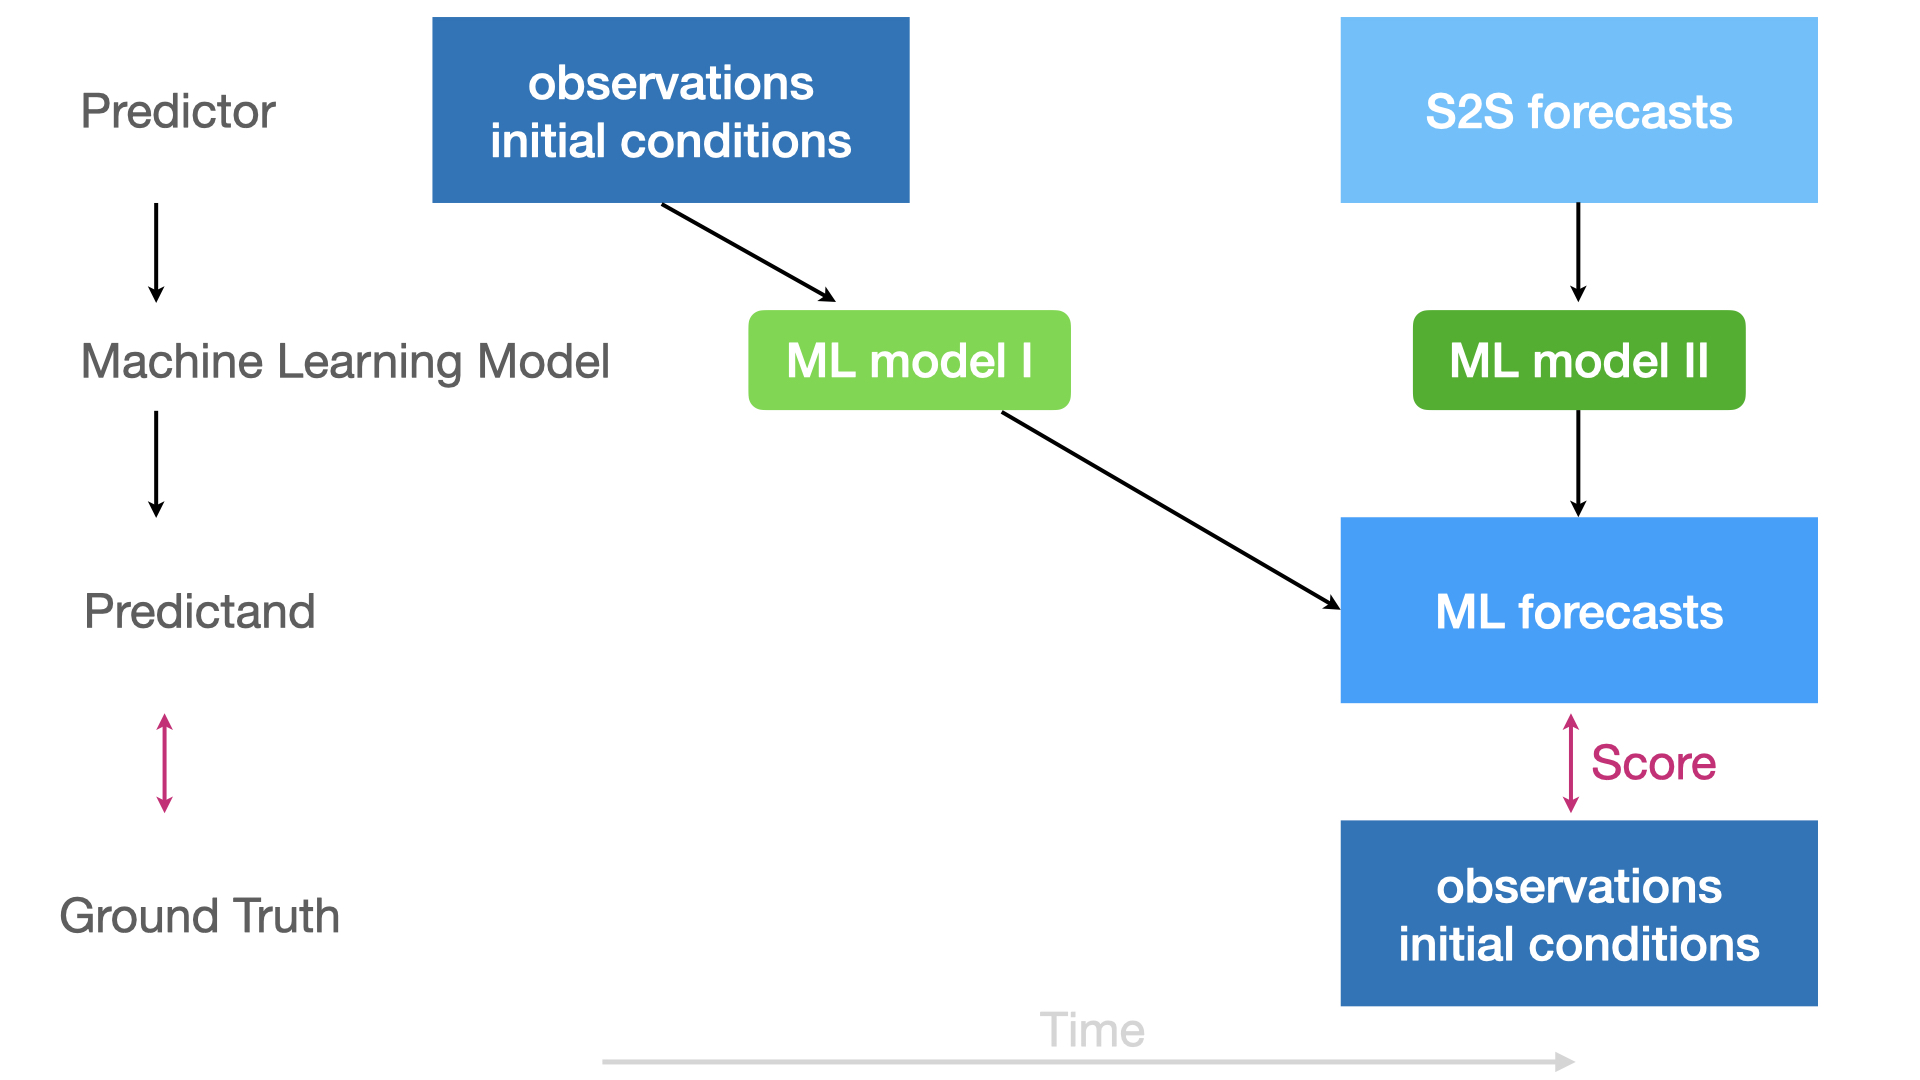 Predictor
observations
initial conditions
S2S forecasts
Machine Learning Model
ML model I
ML model II
Predictand
ML forecasts
Score
Ground Truth
observations
initial conditions
Time